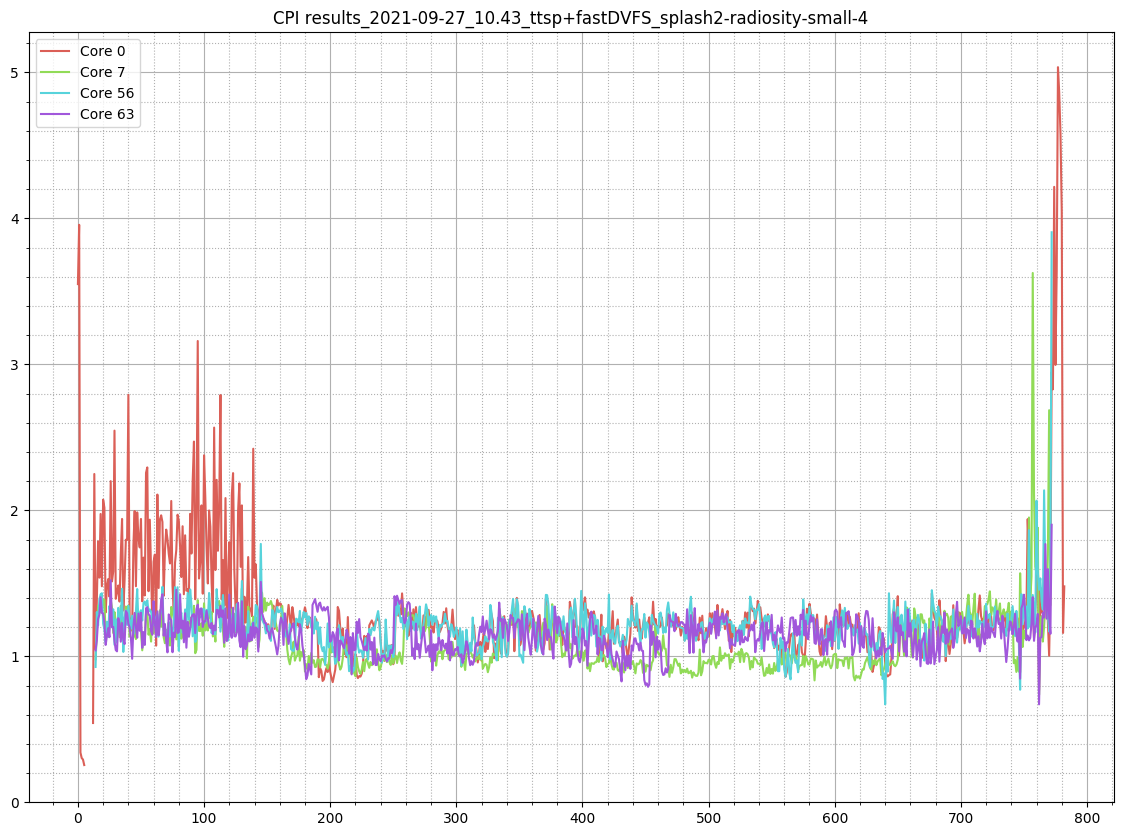 CPI results_2021-09-27_10.43_ttsp+fastDVFS_splash2-radiosity-small-4
Core 0
Core 7
Core 56
Core 63
5
4
3
2
1
0
0 100 200 300 400 500 600 700 800